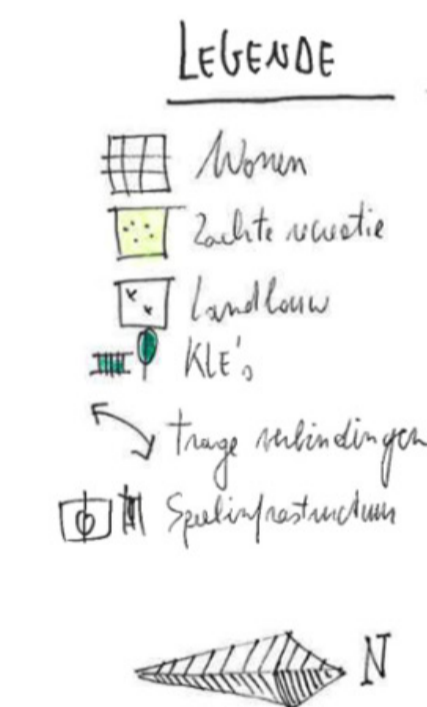 LEGENDE
Wonen
Zachte recreatie
Landbouw
KLE's
trage verbindingen
Speelinfrastructuur
N